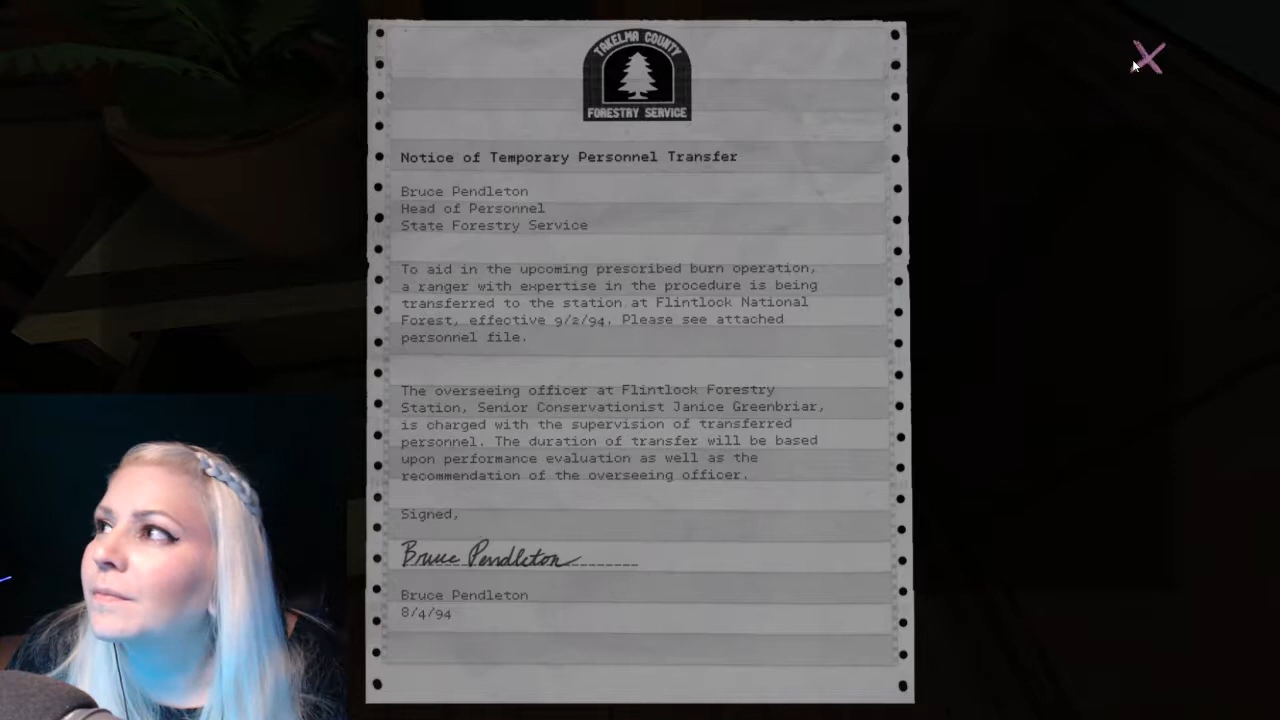 TAKELMA COUNTY
FORESTRY SERVICE
Notice of Temporary Personnel Transfer
Bruce Pendleton
Head of Personnel
State Forestry Service
To aid in the upcoming prescribed burn operation,
a ranger with expertise in the procedure is being
transferred to the station at Flintlock National
Forest, effective 9/2/94. Please see attached
personnel file.
The overseeing officer at Flintlock Forestry
Station, Senior Conservationist Janice Greenbriar,
is charged with the supervision of transferred
personnel. The duration of transfer will be based
upon performance evaluation as well as the
recommendation of the overseeing officer.
Signed,
Bruce Pendleton
Bruce Pendleton
8/4/94